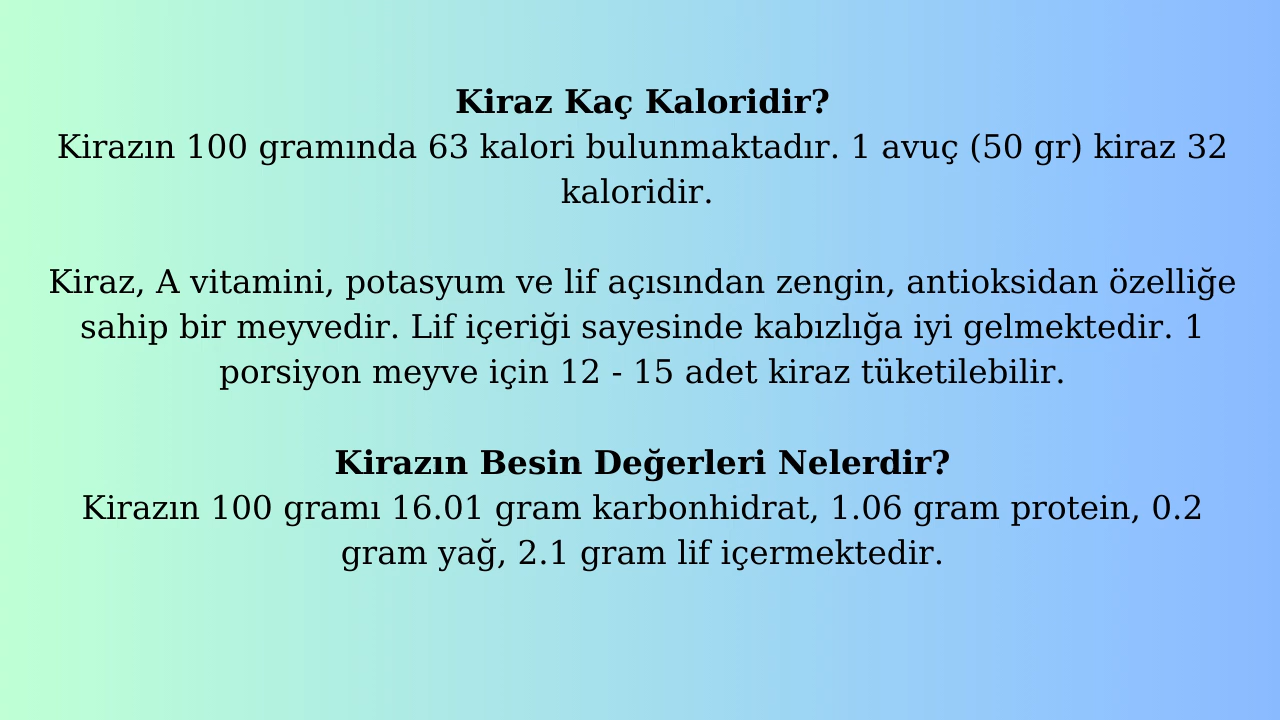 Kiraz Kaç Kaloridir?
Kirazın 100 gramında 63 kalori bulunmaktadır. 1 avuç (50 gr) kiraz 32
kaloridir.
Kiraz, A vitamini, potasyum ve lif açısından zengin, antioksidan özelliğe
sahip bir meyvedir. Lif içeriği sayesinde kabızlığa iyi gelmektedir. 1
porsiyon meyve için 12 - 15 adet kiraz tüketilebilir.
Kirazın Besin Değerleri Nelerdir?
Kirazın 100 gramı 16.01 gram karbonhidrat, 1.06 gram protein, 0.2
gram yağ, 2.1 gram lif içermektedir.